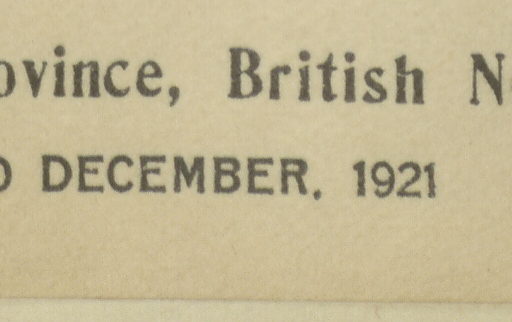 ovince, British N
D DECEMBER, 1921